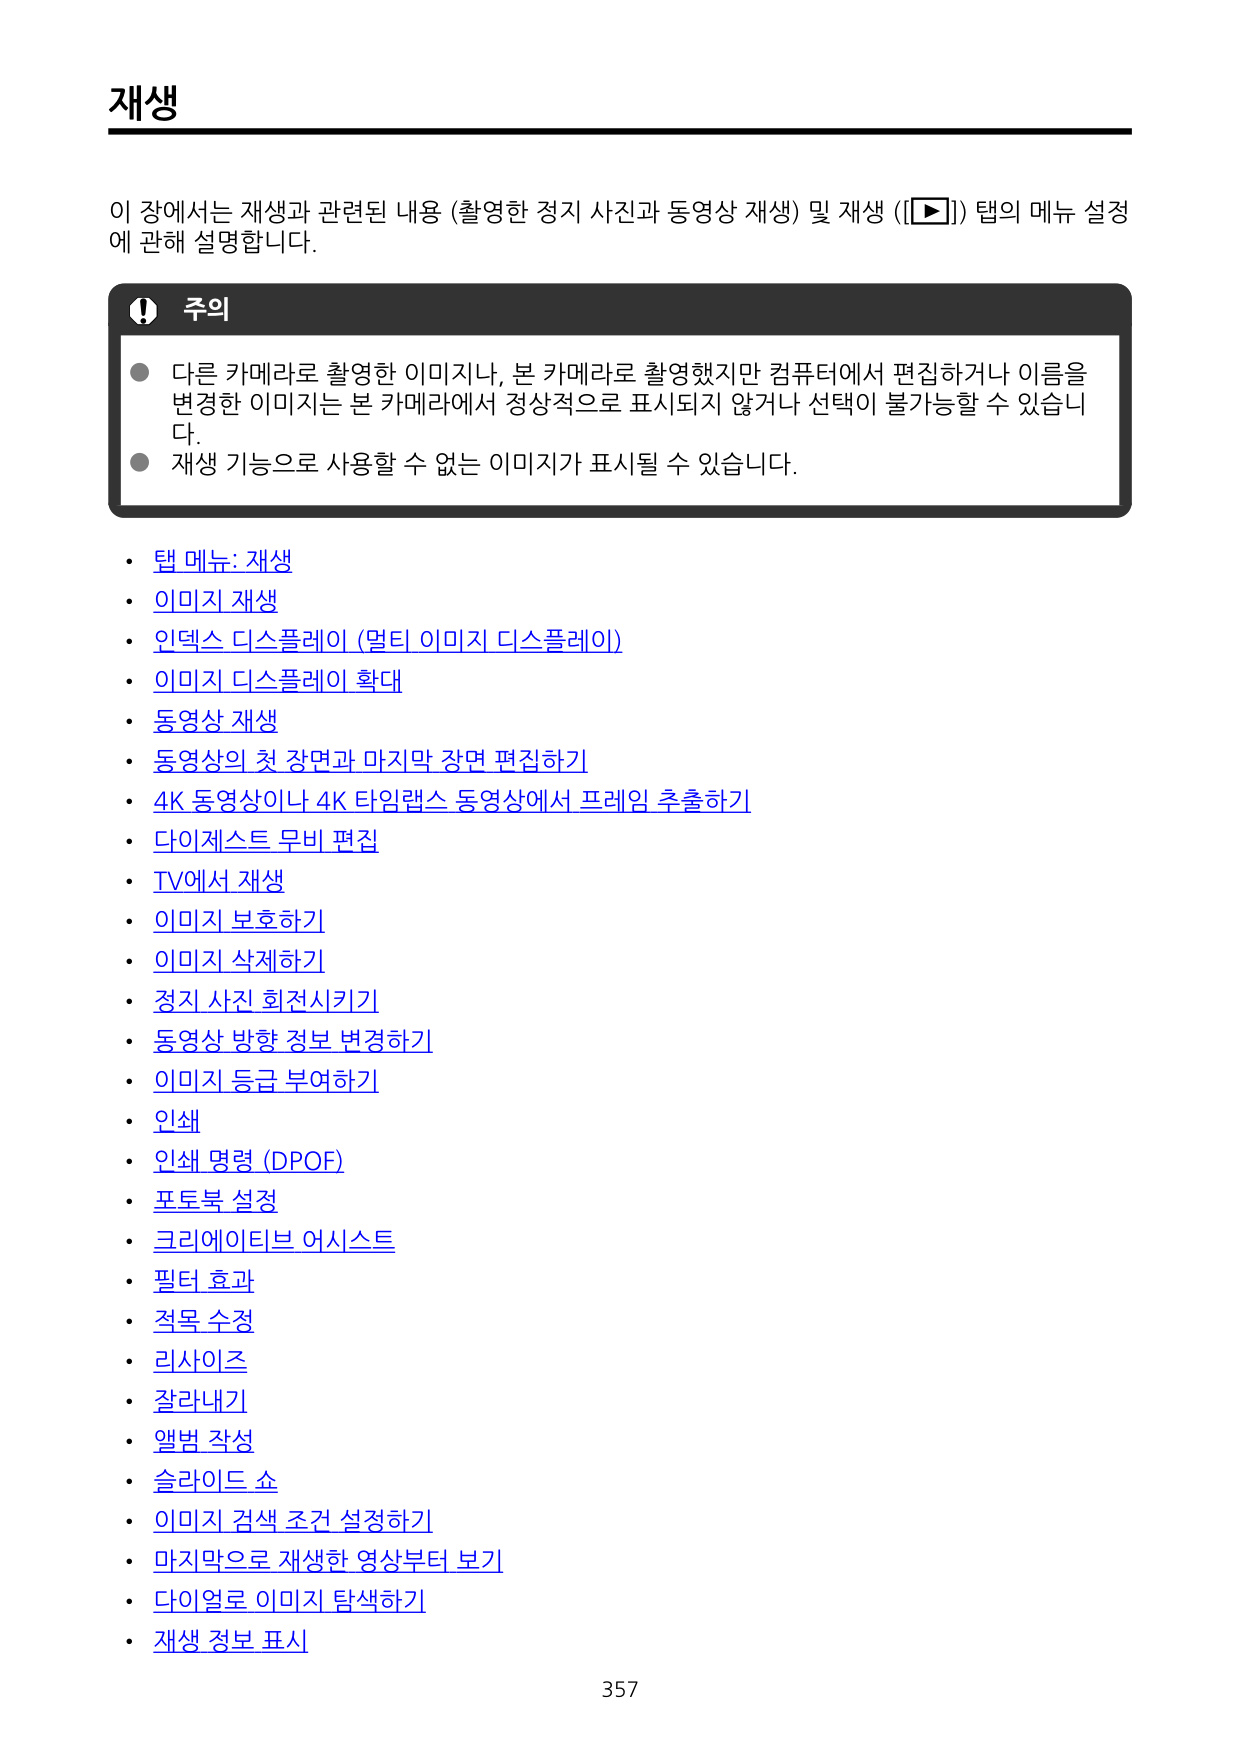 재생
이 장에서는 재생과 관련된 내용 (촬영한 정지 사진과 동영상 재생) 및 재생 ([▶]) 탭의 메뉴 설정
에 관해 설명합니다.
주의
● 다른 카메라로 촬영한 이미지나, 본 카메라로 촬영했지만 컴퓨터에서 편집하거나 이름을
변경한 이미지는 본 카메라에서 정상적으로 표시되지 않거나 선택이 불가능할 수 있습니
다.
● 재생 기능으로 사용할 수 없는 이미지가 표시될 수 있습니다.
• 탭 메뉴: 재생
• 이미지 재생
• 인덱스 디스플레이 (멀티 이미지 디스플레이)
• 이미지 디스플레이 확대
• 동영상 재생
• 동영상의 첫 장면과 마지막 장면 편집하기
• 4K 동영상이나 4K 타임랩스 동영상에서 프레임 추출하기
• 다이제스트 무비 편집
• TV에서 재생
• 이미지 보호하기
• 이미지 삭제하기
• 정지 사진 회전시키기
• 동영상 방향 정보 변경하기
• 이미지 등급 부여하기
• 인쇄
• 인쇄 명령 (DPOF)
• 포토북 설정
• 크리에이티브 어시스트
• 필터 효과
• 적목 수정
• 리사이즈
• 잘라내기
• 앨범 작성
• 슬라이드 쇼
• 이미지 검색 조건 설정하기
• 마지막으로 재생한 영상부터 보기
• 다이얼로 이미지 탐색하기
• 재생 정보 표시
357